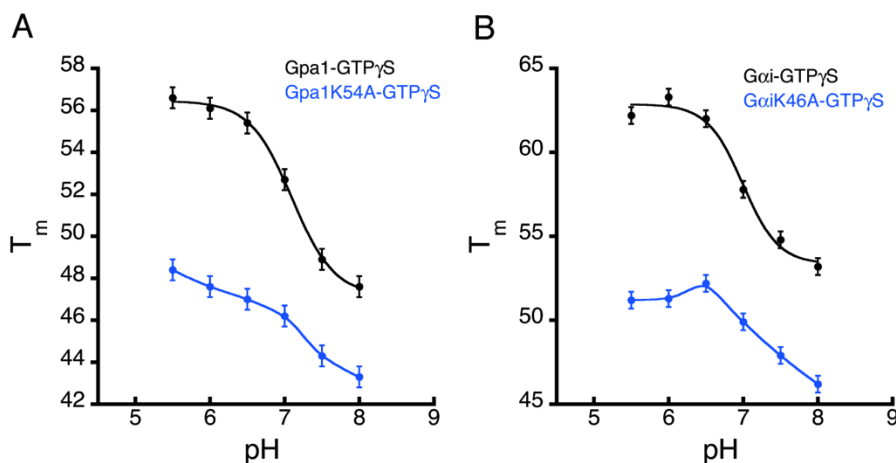 A
Gpa1-GTPγS
Gpa1K54A-GTPγS
58
56
54
52
50
48
46
44
42
Tm
5 6 7 8 9
pH
B
Gαi-GTPγS
GαiK46A-GTPγS
65
60
55
50
45
Tm
5 6 7 8 9
pH